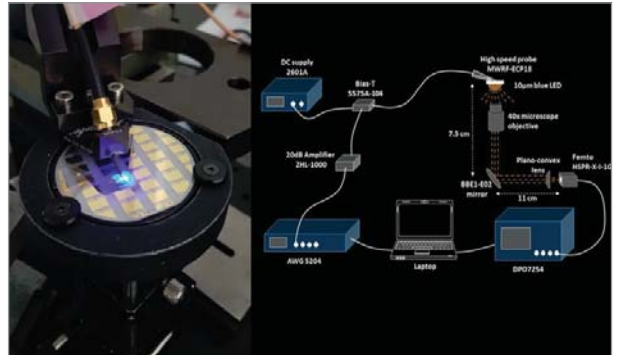 DC supply
2601A
Bias-T
5575A-104
High speed probe
MWRF-ECP18
10μm blue LED
40x microscope
objective
7.3 cm
20dB Amplifier
ZHL-1000
Plano-convex
lens
Femto
HSPR-X-I-1G
BBE1-E02
mirror
11 cm
AWG 5204
Laptop
DPO7254